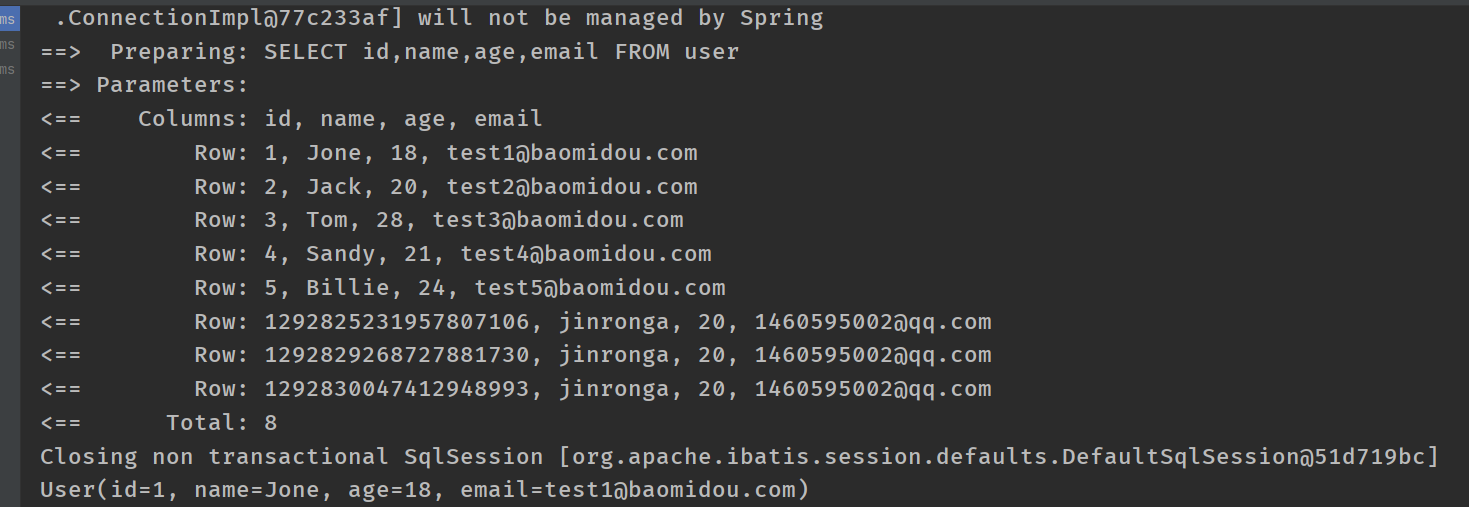 ms .ConnectionImpl@77c233af] will not be managed by Spring
ms ==>  Preparing: SELECT id,name,age,email FROM user
ms ==> Parameters:
<==    Columns: id, name, age, email
<==        Row: 1, Jone, 18, test1@baomidou.com
<==        Row: 2, Jack, 20, test2@baomidou.com
<==        Row: 3, Tom, 28, test3@baomidou.com
<==        Row: 4, Sandy, 21, test4@baomidou.com
<==        Row: 5, Billie, 24, test5@baomidou.com
<==        Row: 1292825231957807106, jinronga, 20, 1460595002@qq.com
<==        Row: 1292829268727881730, jinronga, 20, 1460595002@qq.com
<==        Row: 1292830047412948993, jinronga, 20, 1460595002@qq.com
<==      Total: 8
Closing non transactional SqlSession [org.apache.ibatis.session.defaults.DefaultSqlSession@51d719bc]
User(id=1, name=Jone, age=18, email=test1@baomidou.com)